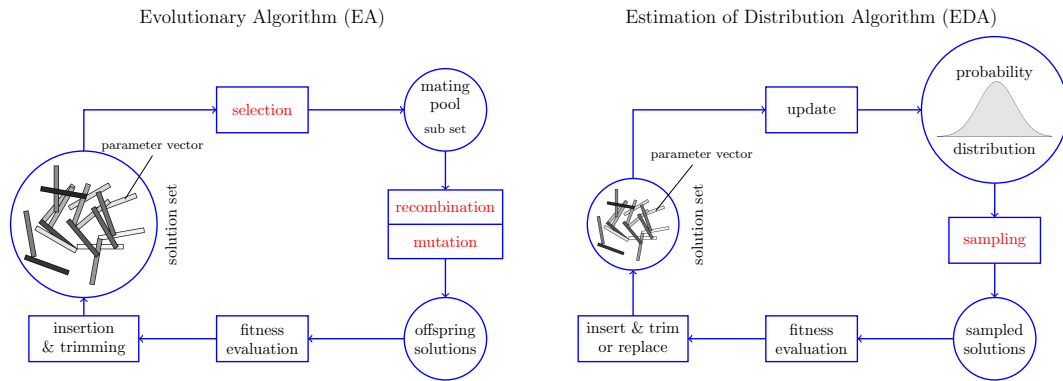 Evolutionary Algorithm (EA)
selection
mating
pool
sub set
parameter vector
solution set
recombination
mutation
insertion
& trimming
fitness
evaluation
offspring
solutions
Estimation of Distribution Algorithm (EDA)
update
probability
distribution
parameter vector
solution set
sampling
insert & trim
or replace
fitness
evaluation
sampled
solutions